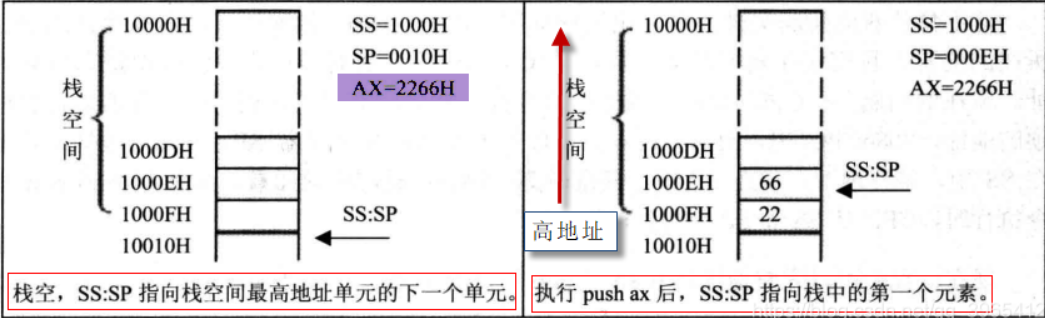 10000H
SS=1000H
SP=0010H
AX=2266H
栈
空
间
1000DH
1000EH
1000FH
SS:SP
10010H
栈空，SS:SP 指向栈空间最高地址单元的下一个单元。
10000H
SS=1000H
SP=000EH
AX=2266H
栈
空
间
1000DH
1000EH
66
SS:SP
1000FH
22
高地址
10010H
执行 push ax 后，SS:SP 指向栈中的第一个元素。